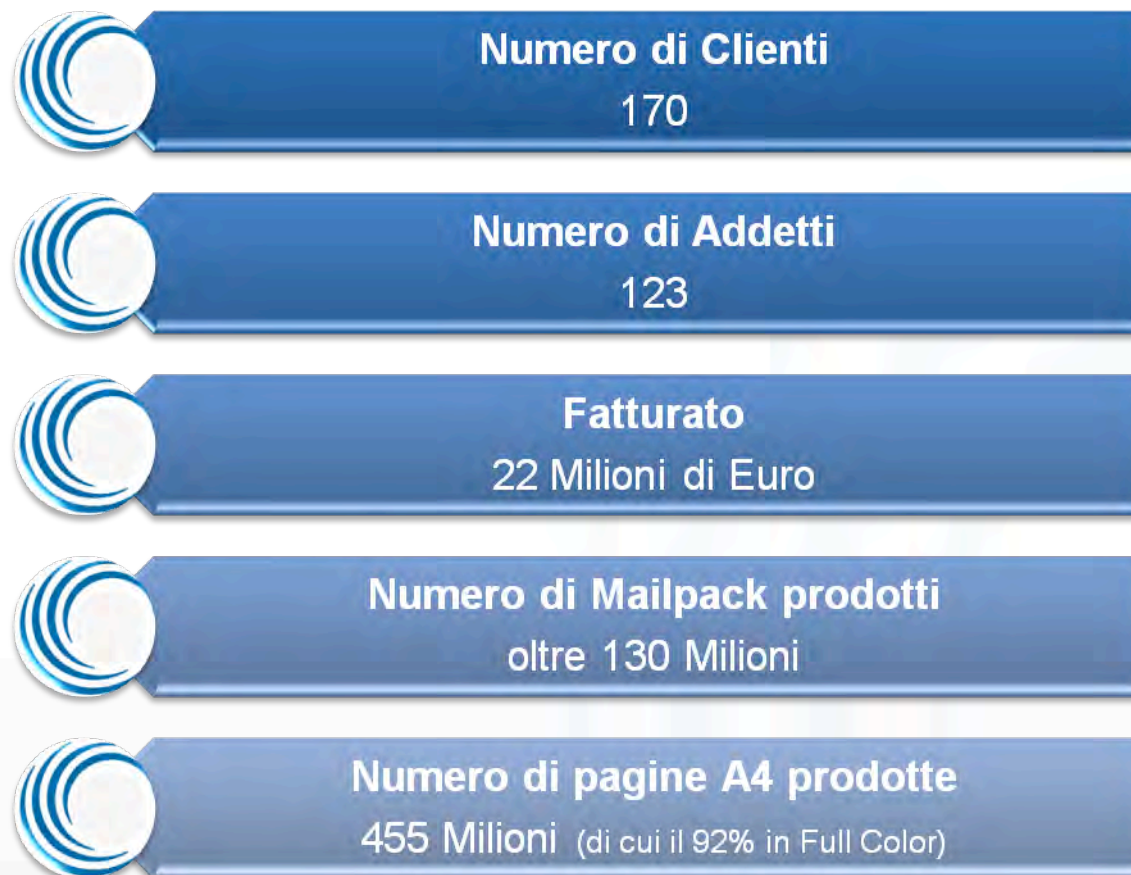 Numero di Clienti
170
Numero di Addetti
123
Fatturato
22 Milioni di Euro
Numero di Mailpack prodotti
oltre 130 Milioni
Numero di pagine A4 prodotte
455 Milioni (di cui il 92% in Full Color)